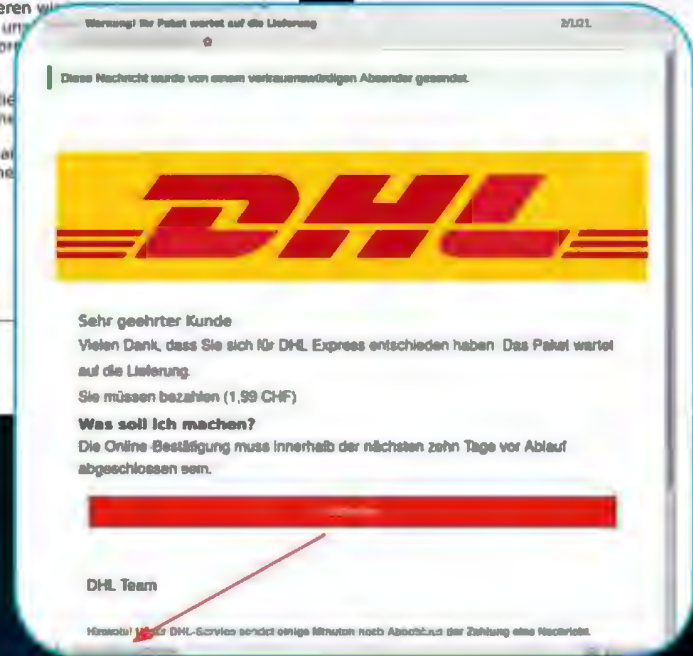 Warnung! Ihr Paket wartet auf die Lieferung 2/1/21,
Diese Nachricht wurde von einem vertrauenswürdigen Absender gesendet.
DHL
Sehr geehrter Kunde
Vielen Dank, dass Sie sich für DHL Express entschieden haben. Das Paket wartet
auf die Lieferung.
Sie müssen bezahlen (1,99 CHF)
Was soll ich machen?
Die Online-Bestätigung muss innerhalb der nächsten zehn Tage vor Ablauf
abgeschlossen sein.
DHL Team
Hinweis! DHL-Service sendet einige Minuten nach Abschluss der Zahlung eine Nachricht.